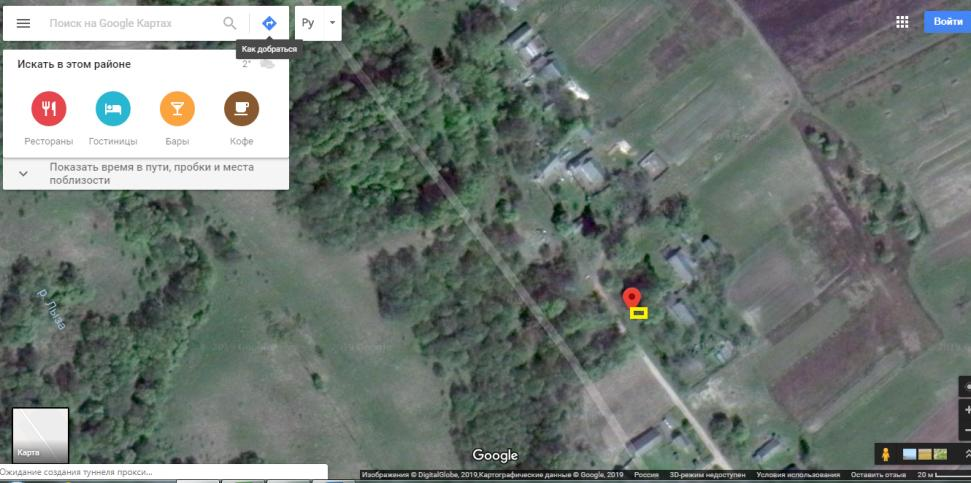 Поиск на Google Картах
Ру
Войти
Как добраться
Искать в этом районе
2°
Рестораны Гостиницы Бары Кофе
Показать время в пути, пробки и места
поблизости
р. Лыза
Карта
Google
Ожидание создания туннеля прокси...
Изображения © DigitalGlobe, 2019,Картографические данные © Google, 2019 Россия 3D-режим недоступен Условия использования Оставить отзыв 20 м